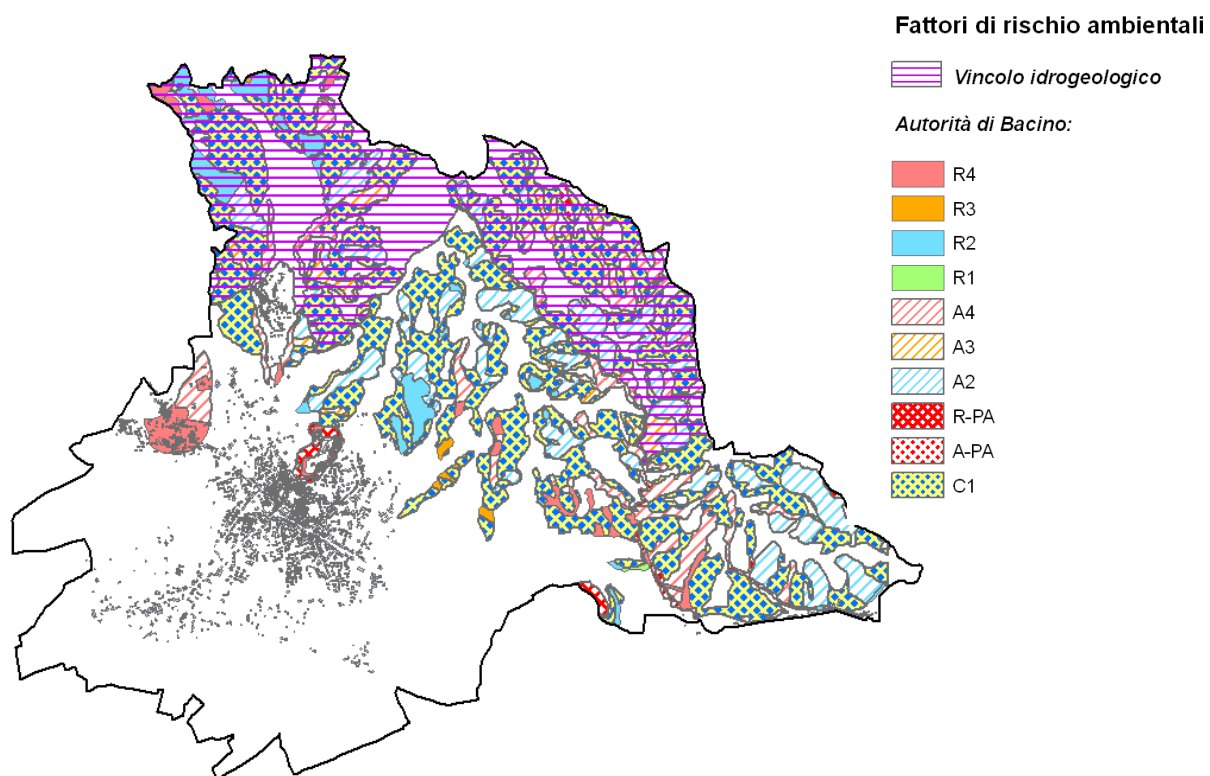 Fattori di rischio ambientali
Vincolo idrogeologico
Autorità di Bacino:
R4
R3
R2
R1
A4
A3
A2
R-PA
A-PA
C1